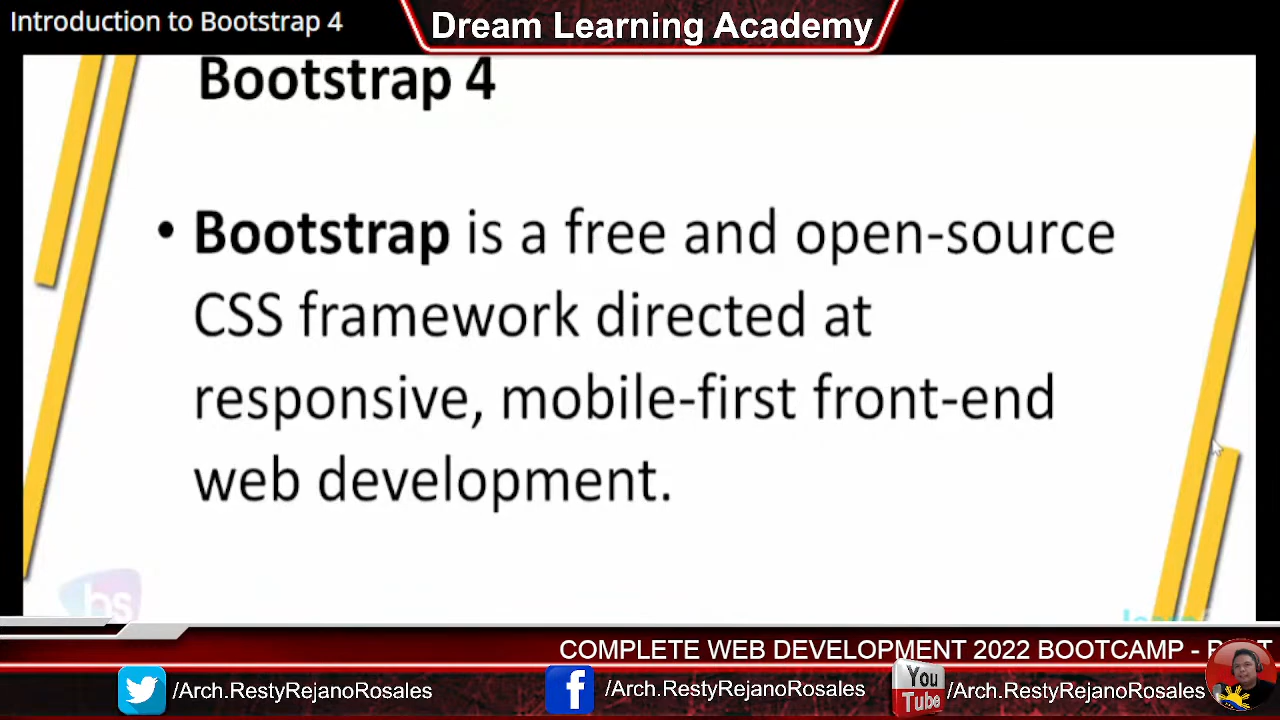 Introduction to Bootstrap 4
Dream Learning Academy
Bootstrap 4
• Bootstrap is a free and open-source
CSS framework directed at
responsive, mobile-first front-end
web development.
bs
COMPLETE WEB DEVELOPMENT 2022 BOOTCAMP -
/Arch.RestyRejanoRosales
/Arch.RestyRejanoRosales
You
Tube
/Arch.RestyRejanoRosales